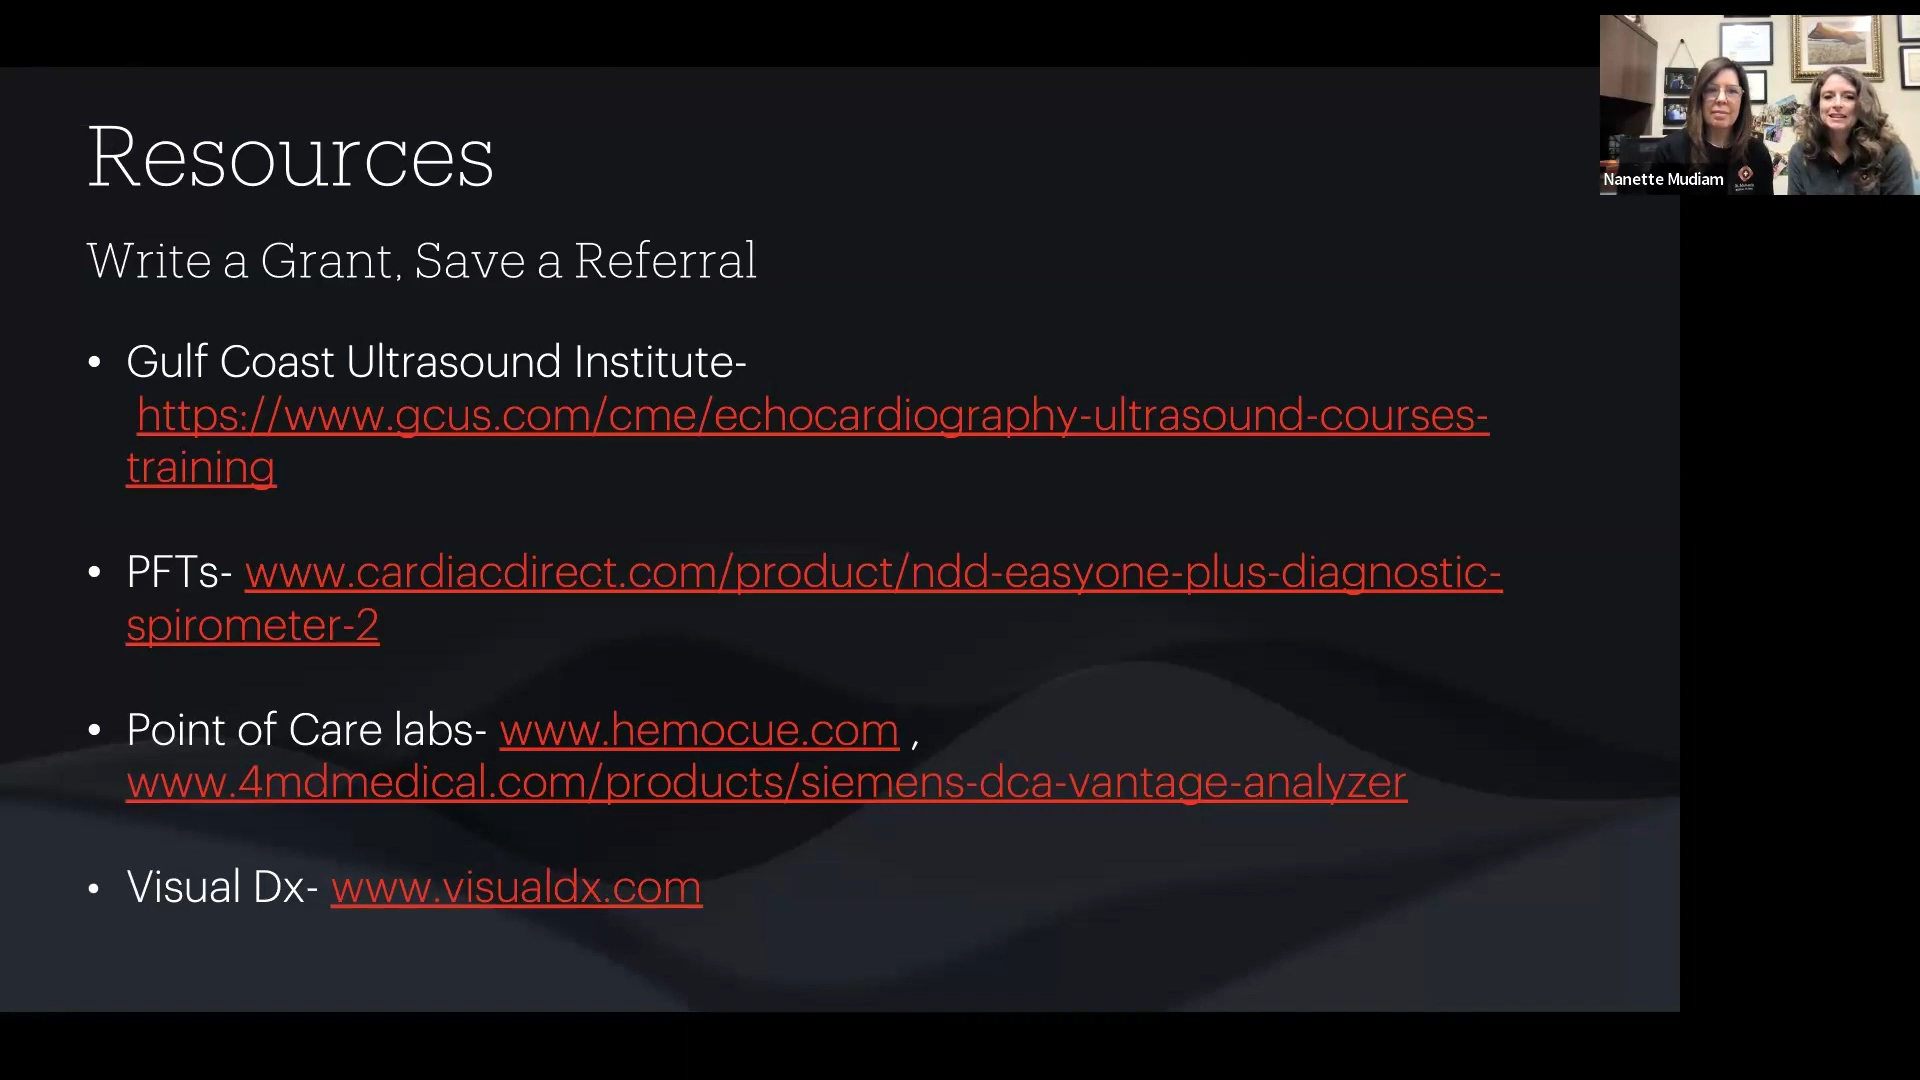 Resources
Write a Grant, Save a Referral
• Gulf Coast Ultrasound Institute-
https://www.gcus.com/cme/echocardiography-ultrasound-courses-
training
• PFTs- www.cardiacdirect.com/product/ndd-easyone-plus-diagnostic-
spirometer-2
• Point of Care labs- www.hemocue.com ,
www.4mdmedical.com/products/siemens-dca-vantage-analyzer
• Visual Dx- www.visualdx.com
Nanette Mudiam